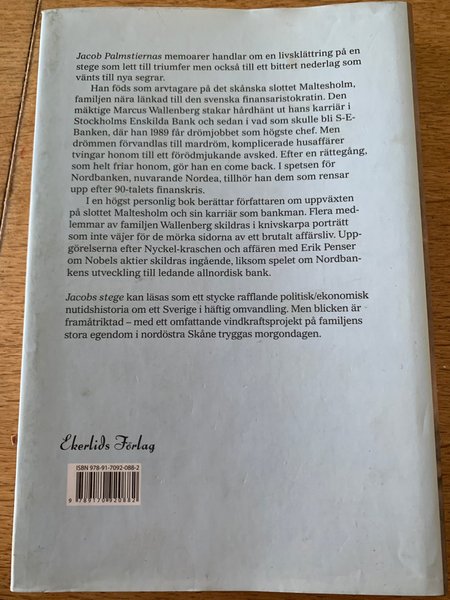 Jacob Palmstiernas memoarer handlar om en livsklättring på en
stege som lett till triumfer men också till ett bittert nederlag som
vänts till nya segrar.
Han föds som arvtagare på det skånska slottet Maltesholm,
familjen nära länkad till den svenska finansaristokratin. Den
mäktige Marcus Wallenberg stakar hårdhänt ut hans karriär i
Stockholms Enskilda Bank och sedan i vad som skulle bli S-E-
Banken, där han 1989 får drömjobbet som högste chef. Men
drömmen förvandlas till mardröm, komplicerade husaffärer
tvingar honom till ett förödmjukande avsked. Efter en rättegång,
som helt friar honom, gör han en come back. I spetsen för
Nordbanken, nuvarande Nordea, tillhör han dem som rensar
upp efter 90-talets finanskris.
I en högst personlig bok berättar författaren om uppväxten
på slottet Maltesholm och sin karriär som bankman. Flera med-
lemmar av familjen Wallenberg skildras i knivskarpa porträtt
som inte väjer för de mörka sidorna av ett brutalt affärsliv. Upp-
görelserna efter Nyckel-kraschen och affären med Erik Penser
om Nobels aktier skildras ingående, liksom spelet om Nordban-
kens utveckling till ledande allnordisk bank.
Jacobs stege kan läsas som ett stycke rafflande politisk/ekonomisk
nutidshistoria om ett Sverige i häftig omvandling. Men blicken är
framåtriktad – med ett omfattande vindkraftsprojekt på familjens
stora egendom i nordöstra Skåne tryggas morgondagen.
Ekerlids Förlag
ISBN 978-91-7092-088-2
9 789170 920882